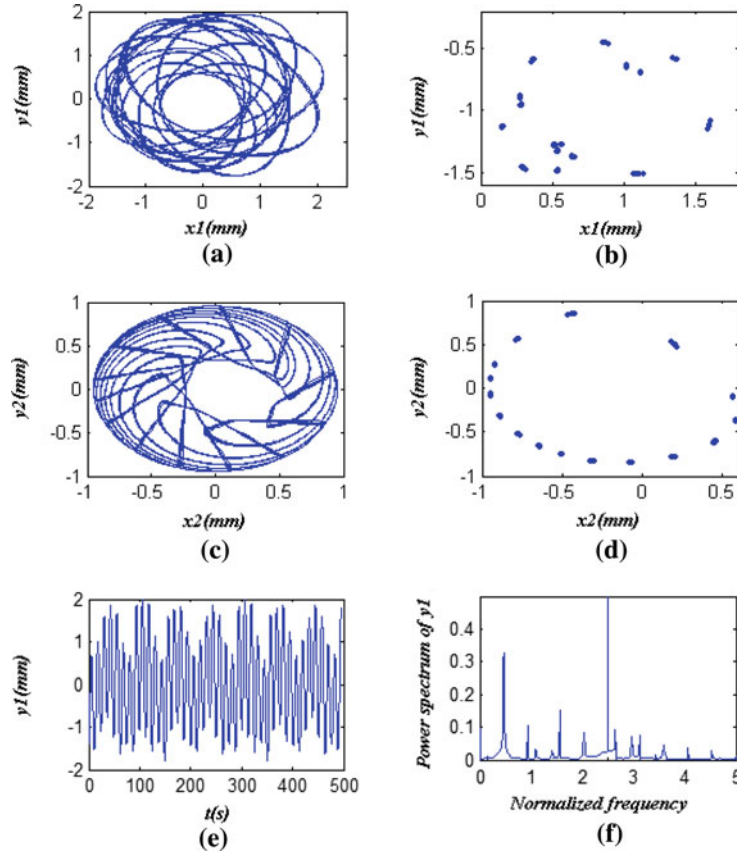 2
1
0
-1
2
y1(mm)
-2 -1 0 1 2
x1(mm)
(a)
-0.5
-1
-1.5
y1(mm)
0 0.5 1 1.5
x1(mm)
(b)
1
0.5
0
-0.5
-1
y2(mm)
-1 -0.5 0 0.5 1
x2(mm)
(c)
1
0.5
0
-0.5
-1
y2(mm)
-1 -0.5 0 0.5
x2(mm)
(d)
2
1
0
-1
2
y1(mm)
0 100 200 300 400 500
t(s)
(e)
0.4
0.3
0.2
0.1
0
Power spectrum of y1
0 1 2 3 4 5
Normalized frequency
(f)